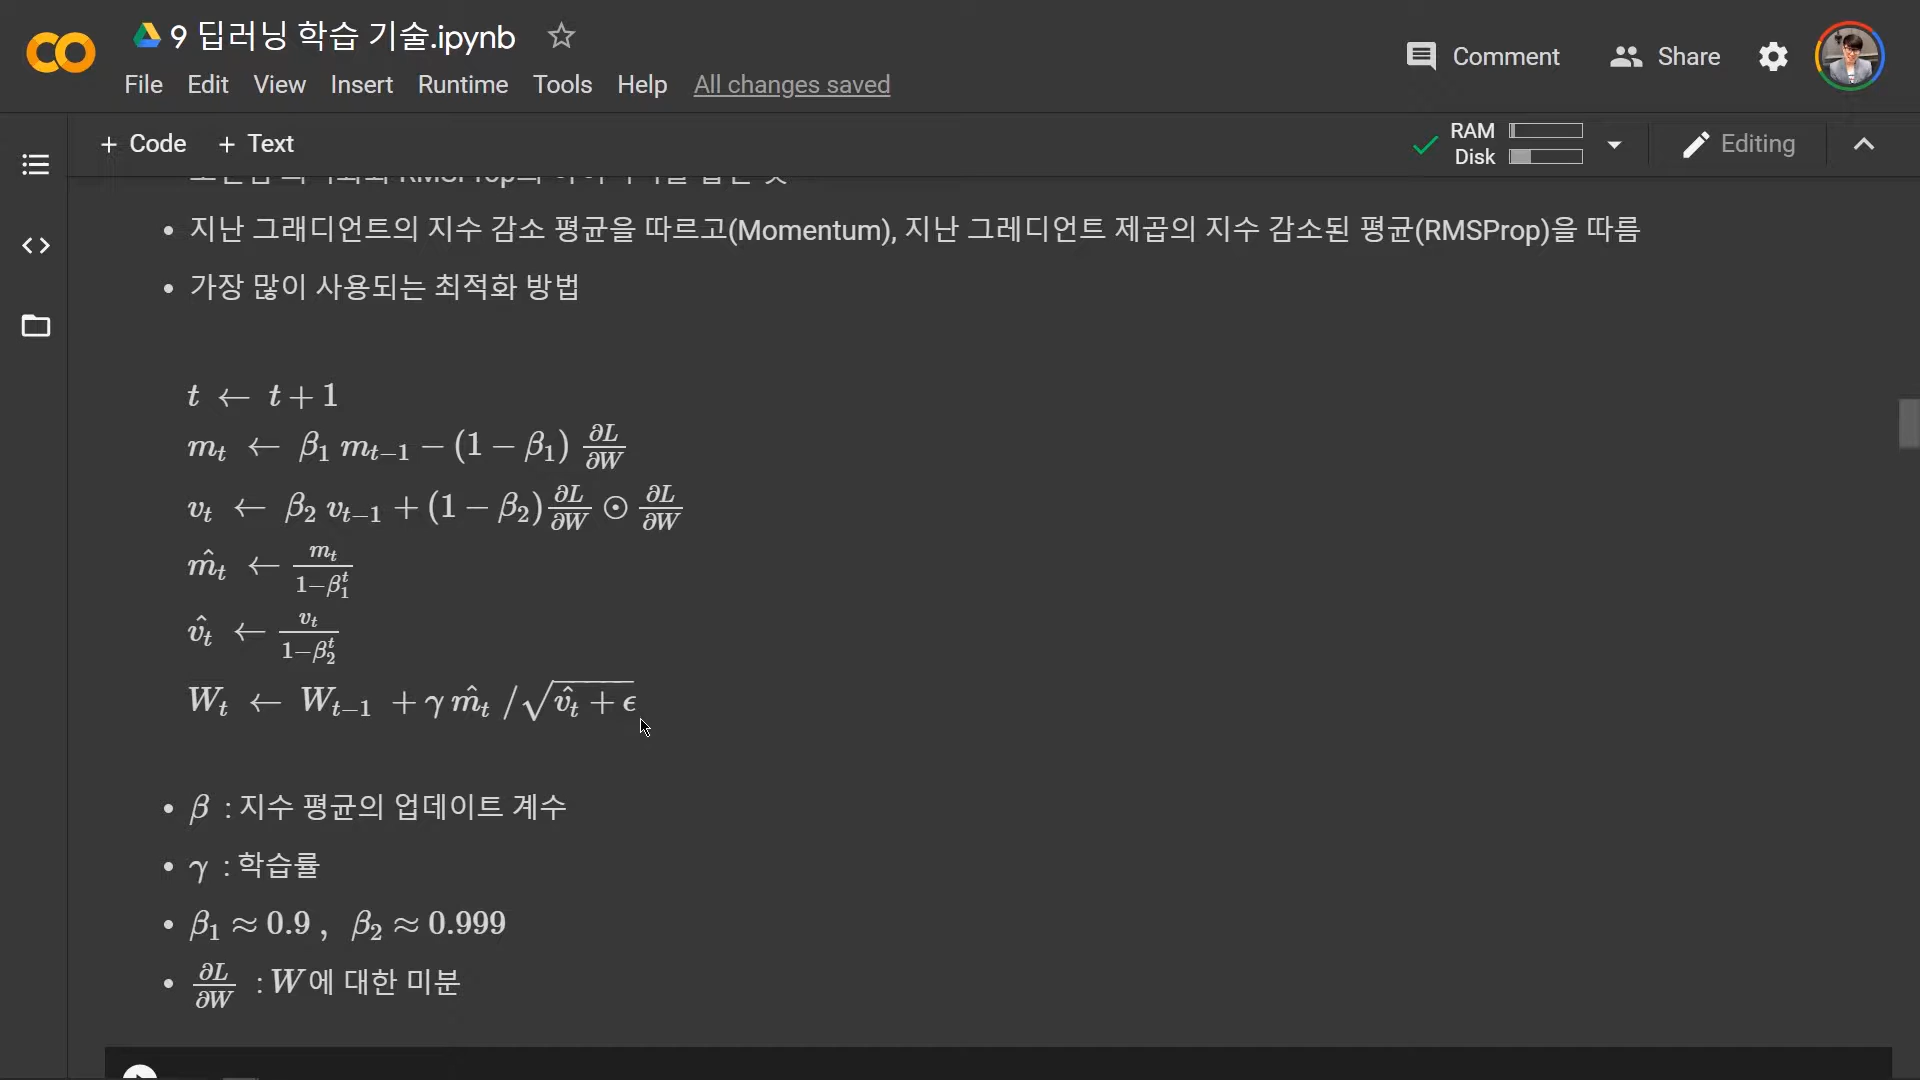 9 딥러닝 학습 기술.ipynb
Comment
Share
File Edit View Insert Runtime Tools Help All changes saved
+ Code + Text
RAM
Disk
Editing
지난 그래디언트의 지수 감소 평균을 따르고(Momentum), 지난 그레디언트 제곱의 지수 감소된 평균(RMSProp)을 따름
가장 많이 사용되는 최적화 방법
t ← t + 1
m_t ← β_1 m_{t−1} − (1 − β_1) ∂L/∂W
v_t ← β_2 v_{t−1} + (1 − β_2) ∂L/∂W ⊙ ∂L/∂W
m̂_t ← m_t/(1−β_1^t)
v̂_t ← v_t/(1−β_2^t)
W_t ← W_{t−1} + γ m̂_t / √(v̂_t + ϵ)
β : 지수 평균의 업데이트 계수
γ : 학습률
β_1 ≈ 0.9 , β_2 ≈ 0.999
∂L/∂W : W에 대한 미분